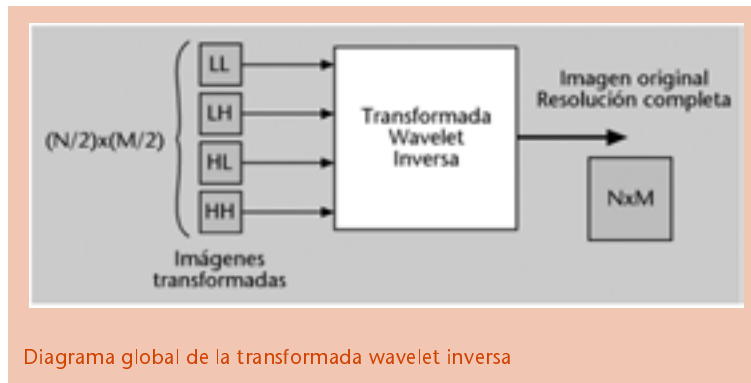 (N/2)x(M/2)
LL
LH
HL
HH
Imágenes
transformadas
Transformada
Wavelet
Inversa
Imagen original
Resolución completa
NxM
Diagrama global de la transformada wavelet inversa